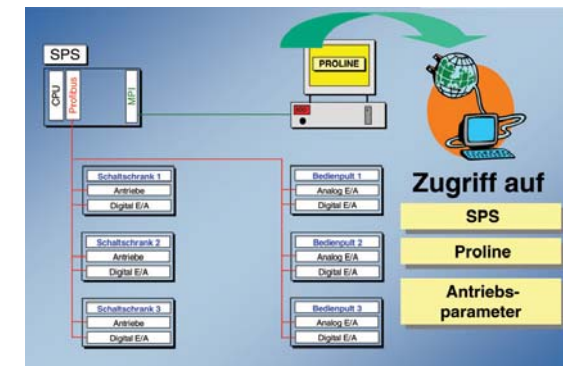 SPS
CPU
Profibus
MPI
PROLINE
Schaltschrank 1
Antriebe
Digital E/A
Schaltschrank 2
Antriebe
Digital E/A
Schaltschrank 3
Antriebe
Digital E/A
Bedienpult 1
Analog E/A
Digital E/A
Bedienpult 2
Analog E/A
Digital E/A
Bedienpult 3
Analog E/A
Digital E/A
Zugriff auf
SPS
Proline
Antriebs-
parameter